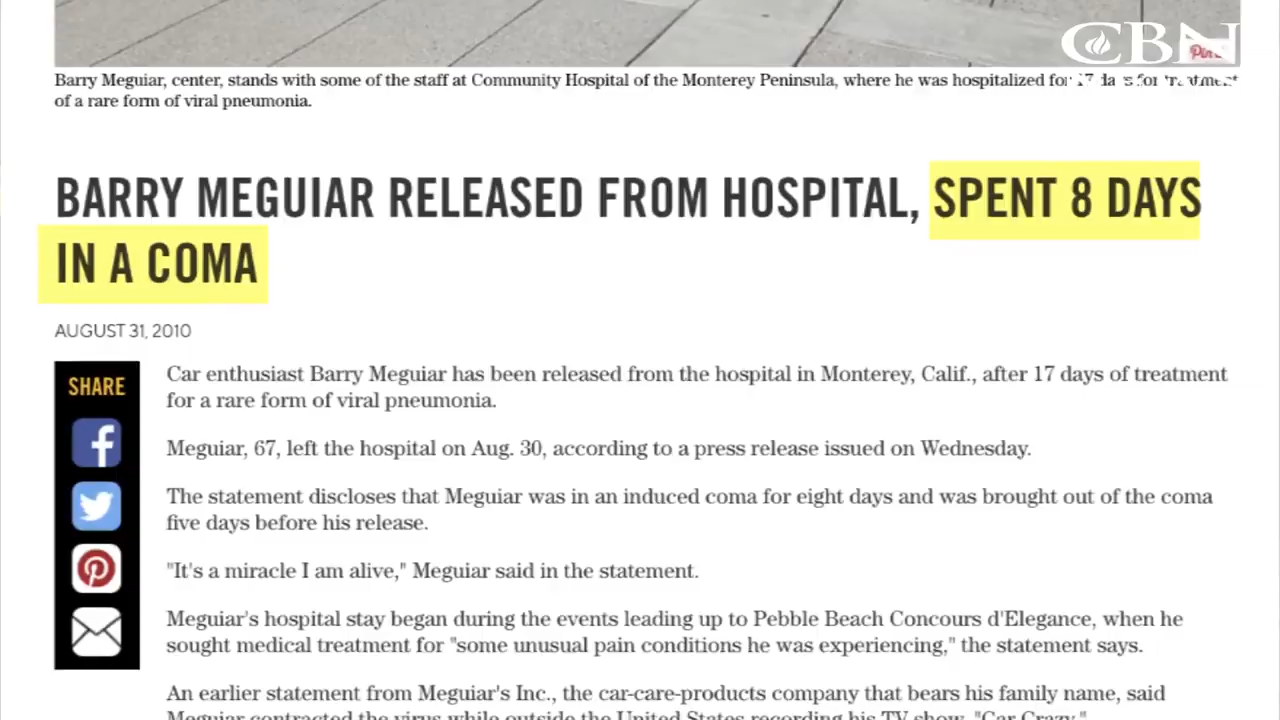 CBN
Pin
Barry Meguiar, center, stands with some of the staff at Community Hospital of the Monterey Peninsula, where he was hospitalized for 17 days for treatment
of a rare form of viral pneumonia.
BARRY MEGUIAR RELEASED FROM HOSPITAL, SPENT 8 DAYS
IN A COMA
AUGUST 31, 2010
SHARE
Car enthusiast Barry Meguiar has been released from the hospital in Monterey, Calif., after 17 days of treatment
for a rare form of viral pneumonia.
Meguiar, 67, left the hospital on Aug. 30, according to a press release issued on Wednesday.
The statement discloses that Meguiar was in an induced coma for eight days and was brought out of the coma
five days before his release.
"It's a miracle I am alive," Meguiar said in the statement.
Meguiar's hospital stay began during the events leading up to Pebble Beach Concours d'Elegance, when he
sought medical treatment for "some unusual pain conditions he was experiencing," the statement says.
An earlier statement from Meguiar's Inc., the car-care-products company that bears his family name, said
Meguiar contracted the virus while outside the United States recording his TV show, "Car Crazy."